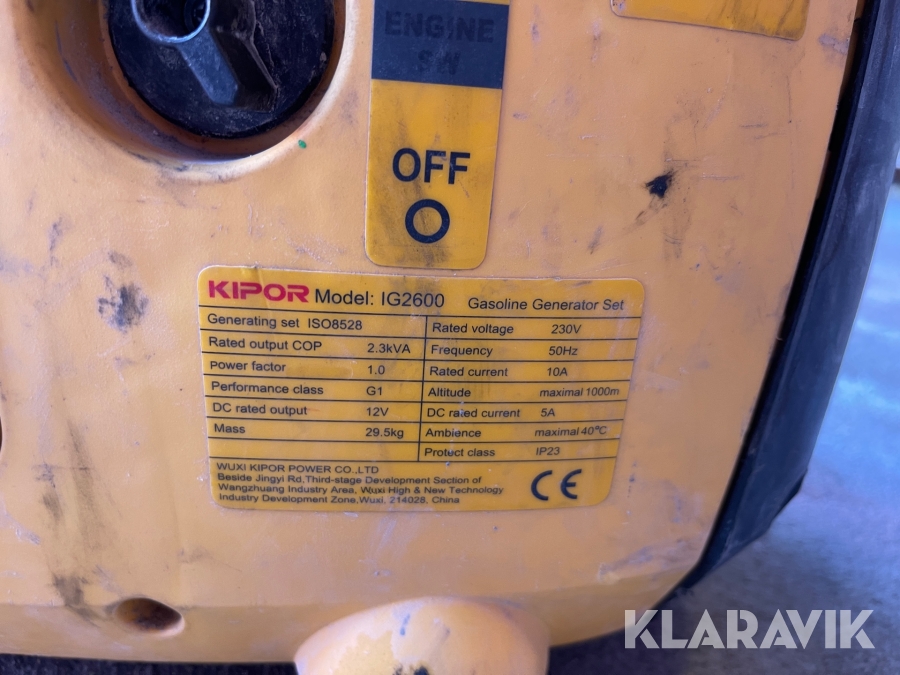 ENGINE
SW
OFF
KIPOR Model: IG2600 Gasoline Generator Set
Generating set ISO8528 Rated voltage 230V
Rated output COP 2.3kVA Frequency 50Hz
Power factor 1.0 Rated current 10A
Performance class G1 Altitude maximal 1000m
DC rated output 12V DC rated current 5A
Mass 29.5kg Ambience maximal 40°C
Protect class IP23
WUXI KIPOR POWER CO.,LTD
Beside Jingyi Rd,Third-stage Development Section of
Wangzhuang Industry Area, Wuxi High & New Technology
Industry Development Zone,Wuxi, 214028, China
CE
KLARAVIK